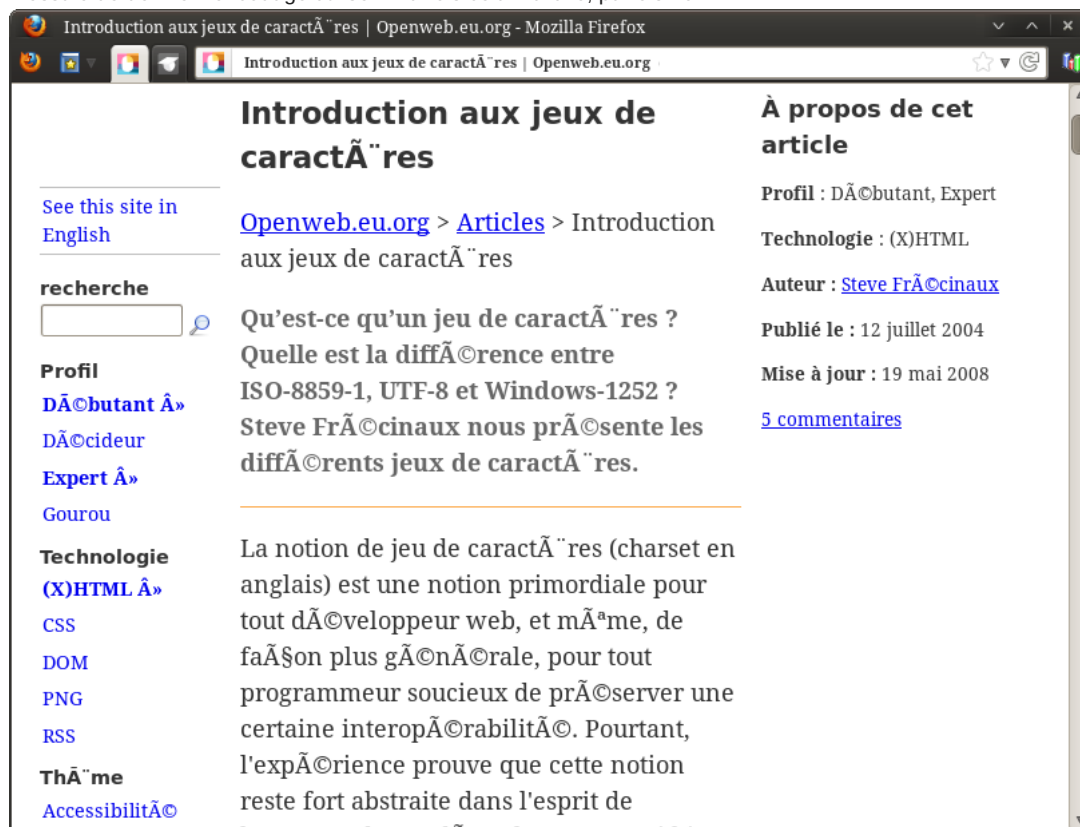 Introduction aux jeux de caractÃ¨res | Openweb.eu.org - Mozilla Firefox
Introduction aux jeux de caractÃ¨res | Openweb.eu.org
See this site in
English
recherche
Profil
DÃ©butant Â»
DÃ©cideur
Expert Â»
Gourou
Technologie
(X)HTML Â»
CSS
DOM
PNG
RSS
ThÃ¨me
AccessibilitÃ©
Introduction aux jeux de
caractÃ¨res
Openweb.eu.org > Articles > Introduction
aux jeux de caractÃ¨res
Qu’est-ce qu’un jeu de caractÃ¨res ?
Quelle est la diffÃ©rence entre
ISO-8859-1, UTF-8 et Windows-1252 ?
Steve FrÃ©cinaux nous prÃ©sente les
diffÃ©rents jeux de caractÃ¨res.
La notion de jeu de caractÃ¨res (charset en
anglais) est une notion primordiale pour
tout dÃ©veloppeur web, et mÃªme, de
faÃ§on plus gÃ©nÃ©rale, pour tout
programmeur soucieux de prÃ©server une
certaine interopÃ©rabilitÃ©. Pourtant,
l'expÃ©rience prouve que cette notion
reste fort abstraite dans l'esprit de
À propos de cet
article
Profil : DÃ©butant, Expert
Technologie : (X)HTML
Auteur : Steve FrÃ©cinaux
Publié le : 12 juillet 2004
Mise à jour : 19 mai 2008
5 commentaires